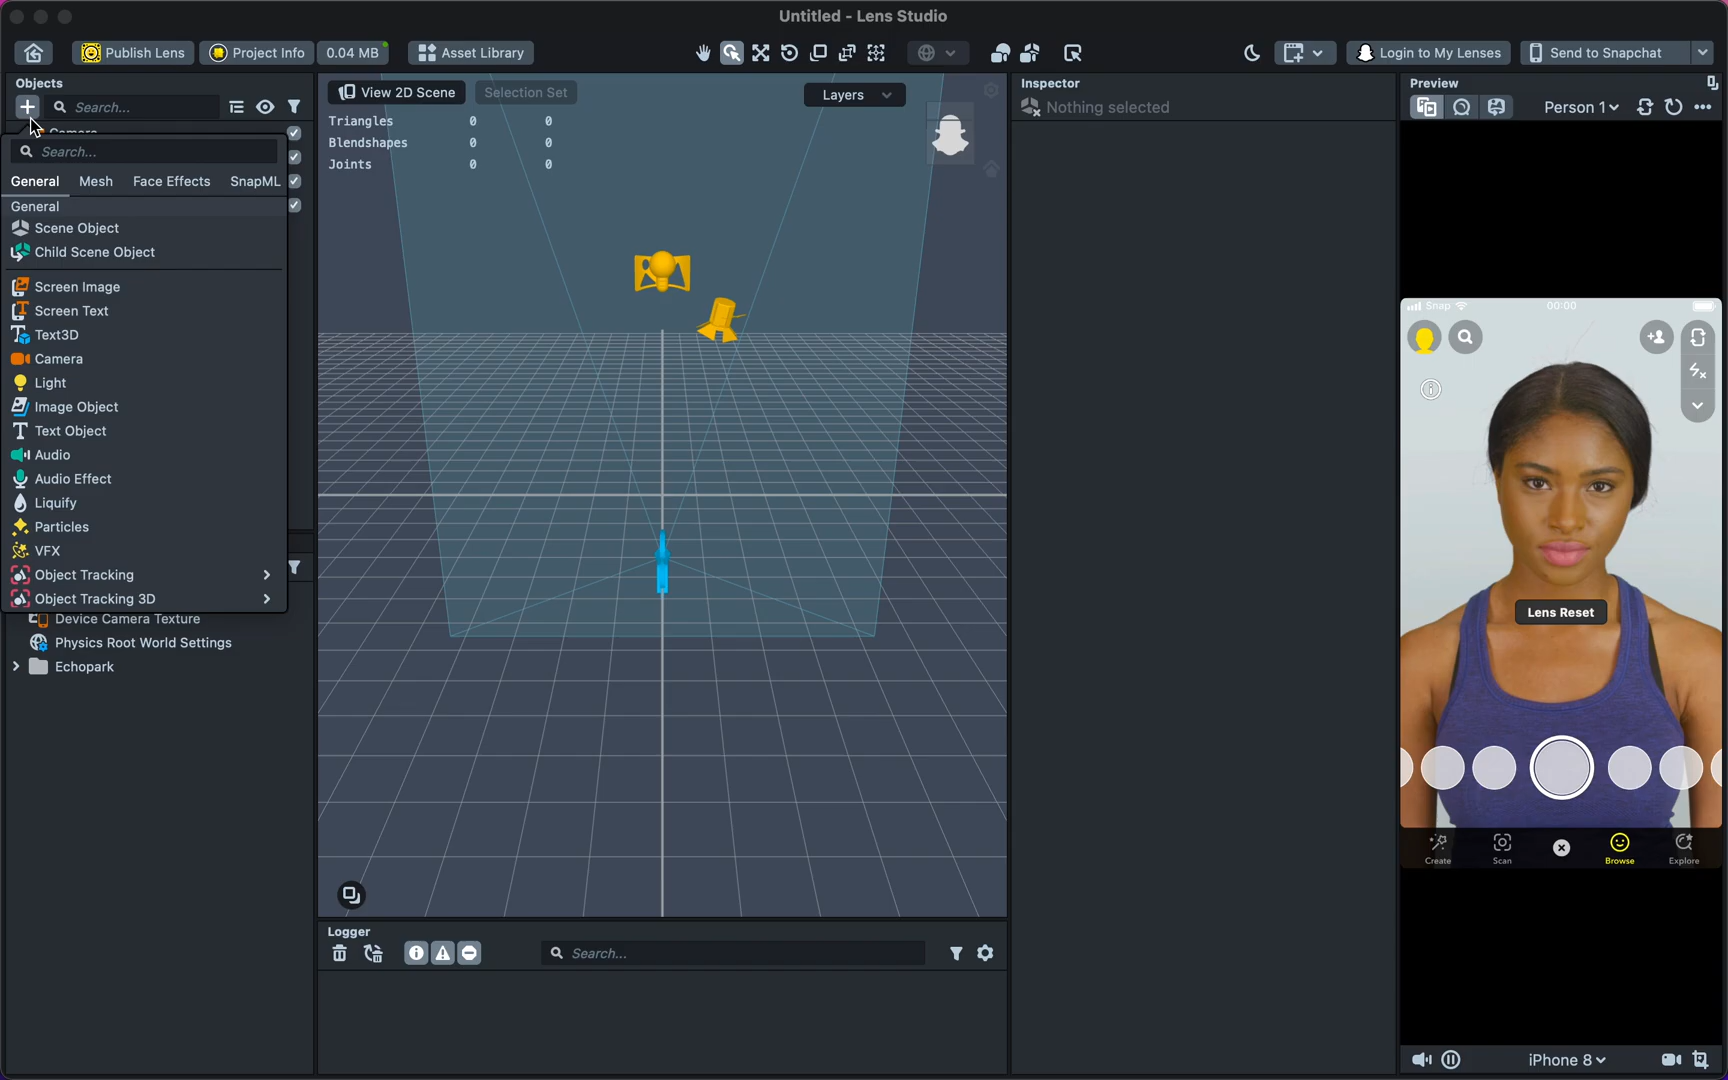 Untitled - Lens Studio
Publish Lens
Project Info
0.04 MB
Asset Library
Login to My Lenses
Send to Snapchat
Objects
Search...
Search...
General
Mesh
Face Effects
SnapML
General
Scene Object
Child Scene Object
Screen Image
Screen Text
Text3D
Camera
Light
Image Object
Text Object
Audio
Audio Effect
Liquify
Particles
VFX
Object Tracking
Object Tracking 3D
Device Camera Texture
Physics Root World Settings
Echopark
View 2D Scene
Selection Set
Layers
Triangles 0 0
Blendshapes 0 0
Joints 0 0
Logger
Search...
Inspector
Nothing selected
Preview
Person 1
Snap
00:00
Lens Reset
Create
Scan
Browse
Explore
iPhone 8